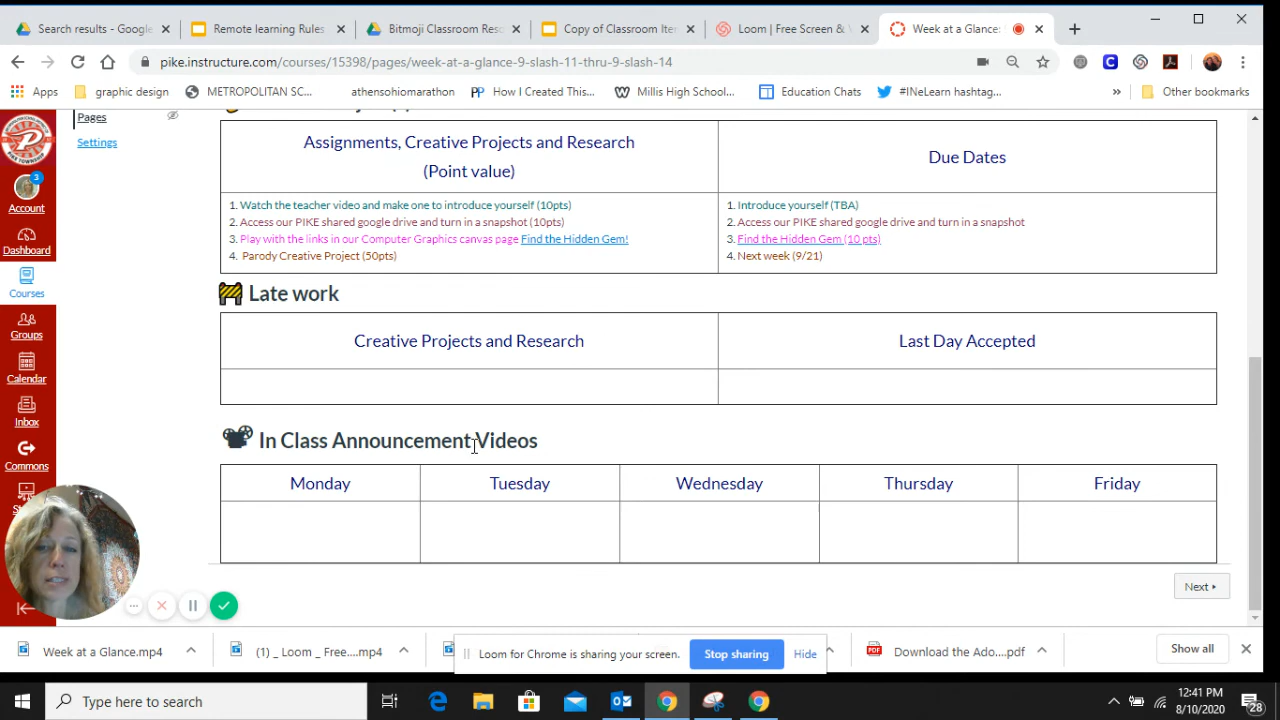 Search results - Google
Remote learning Rules
Bitmoji Classroom Reso
Copy of Classroom Iter
Loom | Free Screen & V
Week at a Glance:
pike.instructure.com/courses/15398/pages/week-at-a-glance-9-slash-11-thru-9-slash-14
Apps
graphic design
METROPOLITAN SC...
athensohiomarathon
How I Created This...
Millis High School...
Education Chats
#INeLearn hashtag...
»
Other bookmarks
Pages
Settings
PIKE TOWNSHIP
3
Account
Dashboard
Courses
Groups
Calendar
Inbox
Commons
Assignments, Creative Projects and Research
(Point value)
Due Dates
1. Watch the teacher video and make one to introduce yourself (10pts)
2. Access our PIKE shared google drive and turn in a snapshot (10pts)
3. Play with the links in our Computer Graphics canvas page Find the Hidden Gem!
4. Parody Creative Project (50pts)
1. Introduce yourself (TBA)
2. Access our PIKE shared google drive and turn in a snapshot
3. Find the Hidden Gem (10 pts)
4. Next week (9/21)
Late work
Creative Projects and Research
Last Day Accepted
In Class Announcement Videos
Monday
Tuesday
Wednesday
Thursday
Friday
Next
Week at a Glance.mp4
(1) _ Loom _ Free....mp4
Loom for Chrome is sharing your screen.
Stop sharing
Hide
Download the Ado....pdf
Show all
Type here to search
12:41 PM
8/10/2020
28